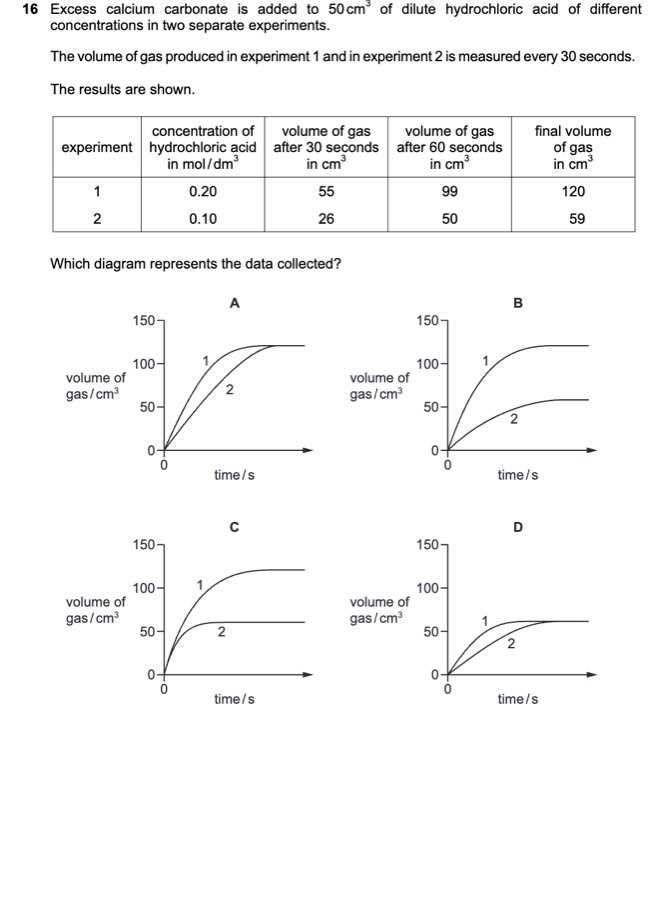 16 Excess calcium carbonate is added to 50 cm³ of dilute hydrochloric acid of different
concentrations in two separate experiments.
The volume of gas produced in experiment 1 and in experiment 2 is measured every 30 seconds.
The results are shown.
experiment
concentration of
hydrochloric acid
in mol/dm³
volume of gas
after 30 seconds
in cm³
volume of gas
after 60 seconds
in cm³
final volume
of gas
in cm³
1 0.20 55 99 120
2 0.10 26 50 59
Which diagram represents the data collected?
A
150
100
50
0
0
volume of
gas/cm³
1
2
time/s
B
150
100
50
0
0
volume of
gas/cm³
1
2
time/s
C
150
100
50
0
0
volume of
gas/cm³
1
2
time/s
D
150
100
50
0
0
volume of
gas/cm³
1
2
time/s